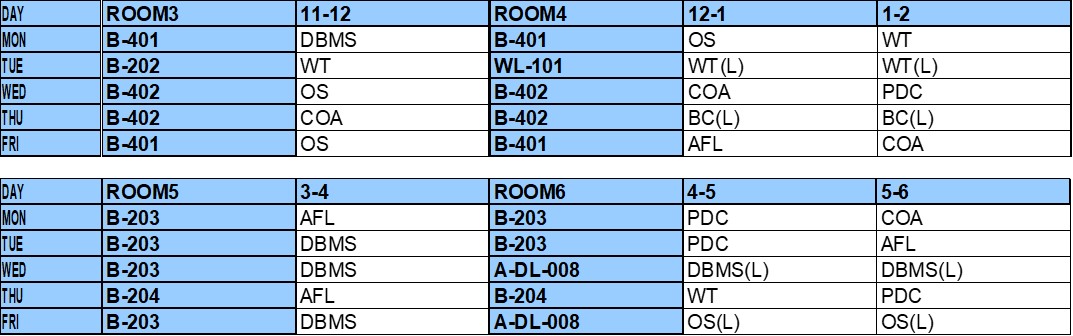 DAY ROOM3 11-12 ROOM4 12-1 1-2
MON B-401 DBMS B-401 OS WT
TUE B-202 WT WL-101 WT(L) WT(L)
WED B-402 OS B-402 COA PDC
THU B-402 COA B-402 BC(L) BC(L)
FRI B-401 OS B-401 AFL COA
DAY ROOM5 3-4 ROOM6 4-5 5-6
MON B-203 AFL B-203 PDC COA
TUE B-203 DBMS B-203 PDC AFL
WED B-203 DBMS A-DL-008 DBMS(L) DBMS(L)
THU B-204 AFL B-204 WT PDC
FRI B-203 DBMS A-DL-008 OS(L) OS(L)